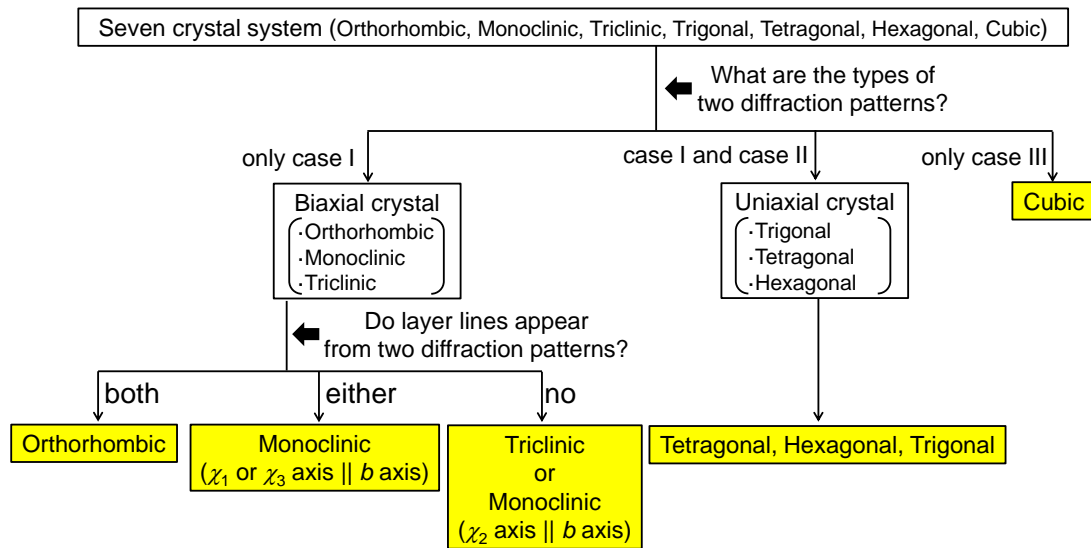 Seven crystal system (Orthorhombic, Monoclinic, Triclinic, Trigonal, Tetragonal, Hexagonal, Cubic)
What are the types of
two diffraction patterns?
only case I
case I and case II
only case III
Biaxial crystal
·Orthorhombic
·Monoclinic
·Triclinic
Uniaxial crystal
·Trigonal
·Tetragonal
·Hexagonal
Cubic
Do layer lines appear
from two diffraction patterns?
both
either
no
Orthorhombic
Monoclinic
(χ1 or χ3 axis || b axis)
Triclinic
or
Monoclinic
(χ2 axis || b axis)
Tetragonal, Hexagonal, Trigonal